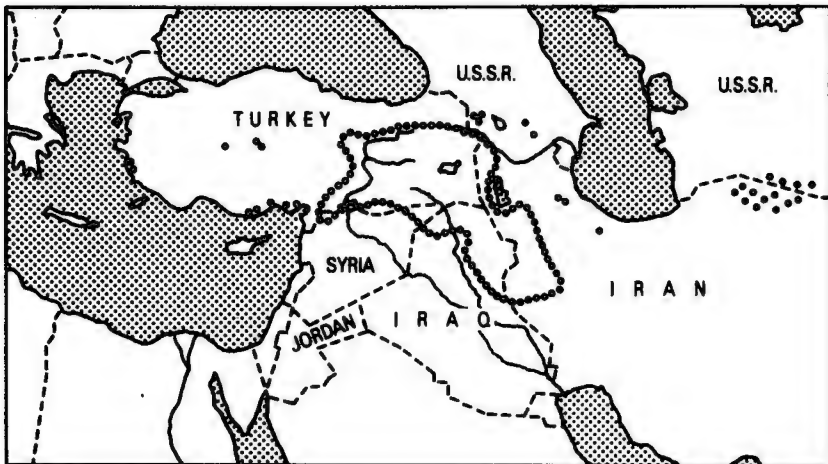 U.S.S.R.
U.S.S.R.
TURKEY
SYRIA
IRAN
JORDAN
IRAQ